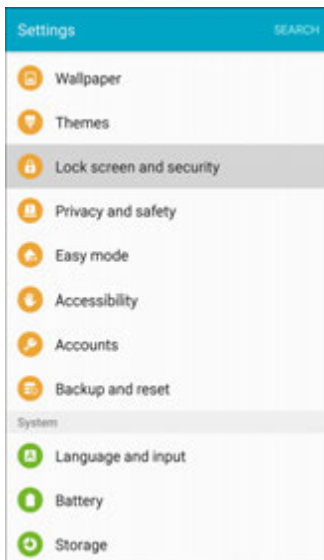 Settings SEARCH
Wallpaper
Themes
Lock screen and security
Privacy and safety
Easy mode
Accessibility
Accounts
Backup and reset
System
Language and input
Battery
Storage